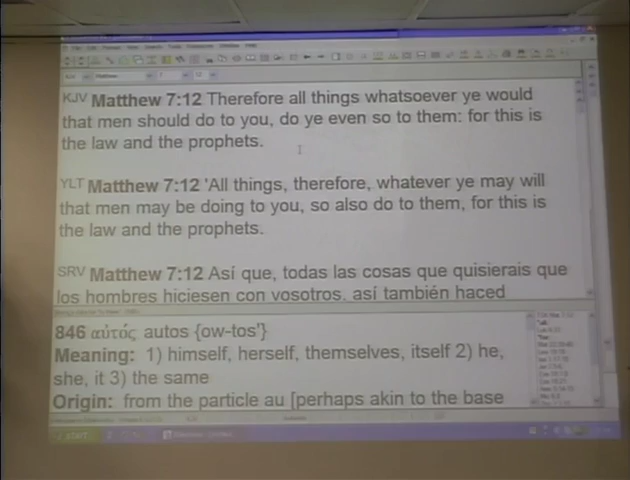 KJV Matthew 7:12 Therefore all things whatsoever ye would
that men should do to you, do ye even so to them: for this is
the law and the prophets.
YLT Matthew 7:12 'All things, therefore, whatever ye may will
that men may be doing to you, so also do to them, for this is
the law and the prophets.
SRV Matthew 7:12 Así que, todas las cosas que quisierais que
los hombres hiciesen con vosotros, así también haced
846 αὐτός autos {ow-tos'}
Meaning: 1) himself, herself, themselves, itself 2) he,
she, it 3) the same
Origin: from the particle au [perhaps akin to the base
start